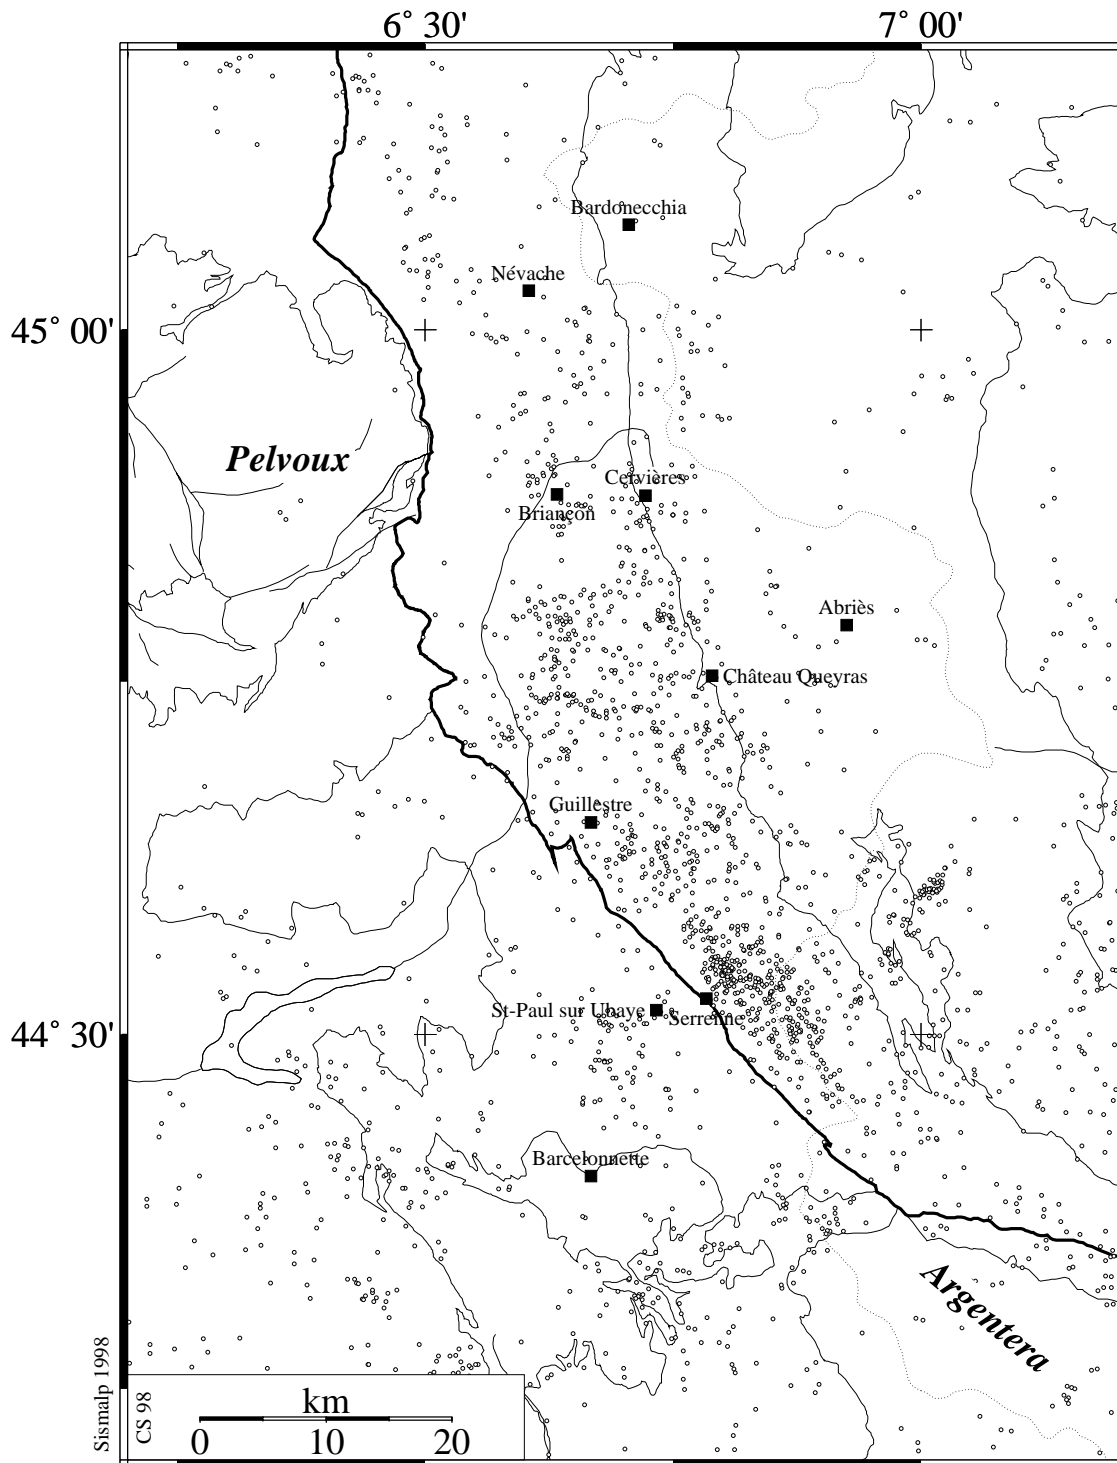 6° 30' 7° 00'
Bardonecchia
Névache
45° 00'
Pelvoux
Cervières
Briançon
Abriès
Château Queyras
Guillestre
St-Paul sur Ubaye
Serrenne
44° 30'
Barcelonnette
Argentera
Sismalp 1998
CS 98
km
0 10 20